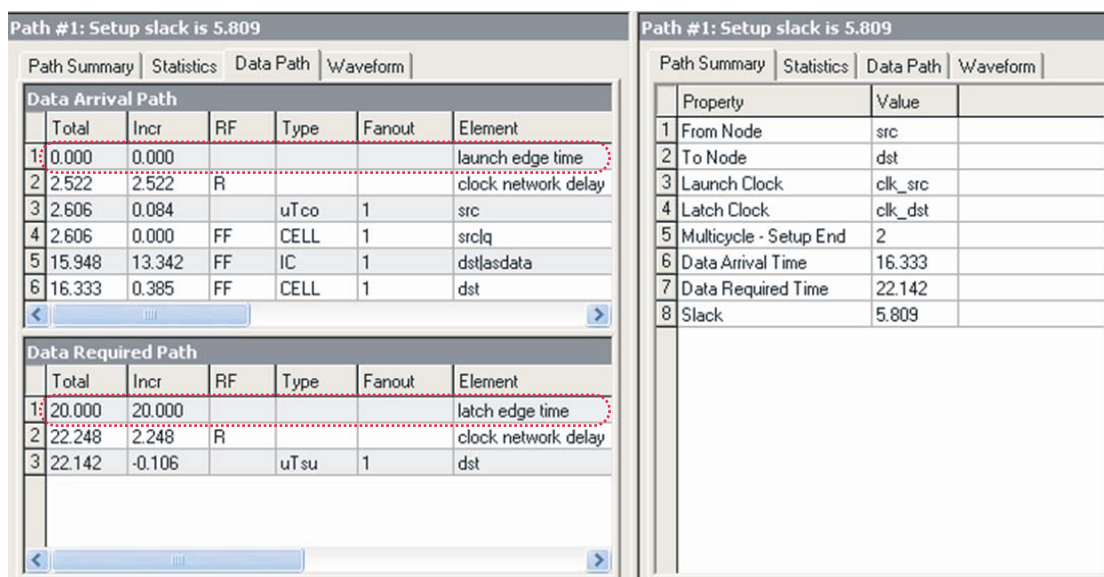 Path #1: Setup slack is 5.809
Path Summary Statistics Data Path Waveform
Data Arrival Path
Total Incr RF Type Fanout Element
1 0.000 0.000 launch edge time
2 2.522 2.522 R clock network delay
3 2.606 0.084 uTco 1 src
4 2.606 0.000 FF CELL 1 src|q
5 15.948 13.342 FF IC 1 dst|asdata
6 16.333 0.385 FF CELL 1 dst
Data Required Path
Total Incr RF Type Fanout Element
1 20.000 20.000 latch edge time
2 22.248 2.248 R clock network delay
3 22.142 -0.106 uTsu 1 dst
Path #1: Setup slack is 5.809
Path Summary Statistics Data Path Waveform
Property Value
1 From Node src
2 To Node dst
3 Launch Clock clk_src
4 Latch Clock clk_dst
5 Multicycle - Setup End 2
6 Data Arrival Time 16.333
7 Data Required Time 22.142
8 Slack 5.809